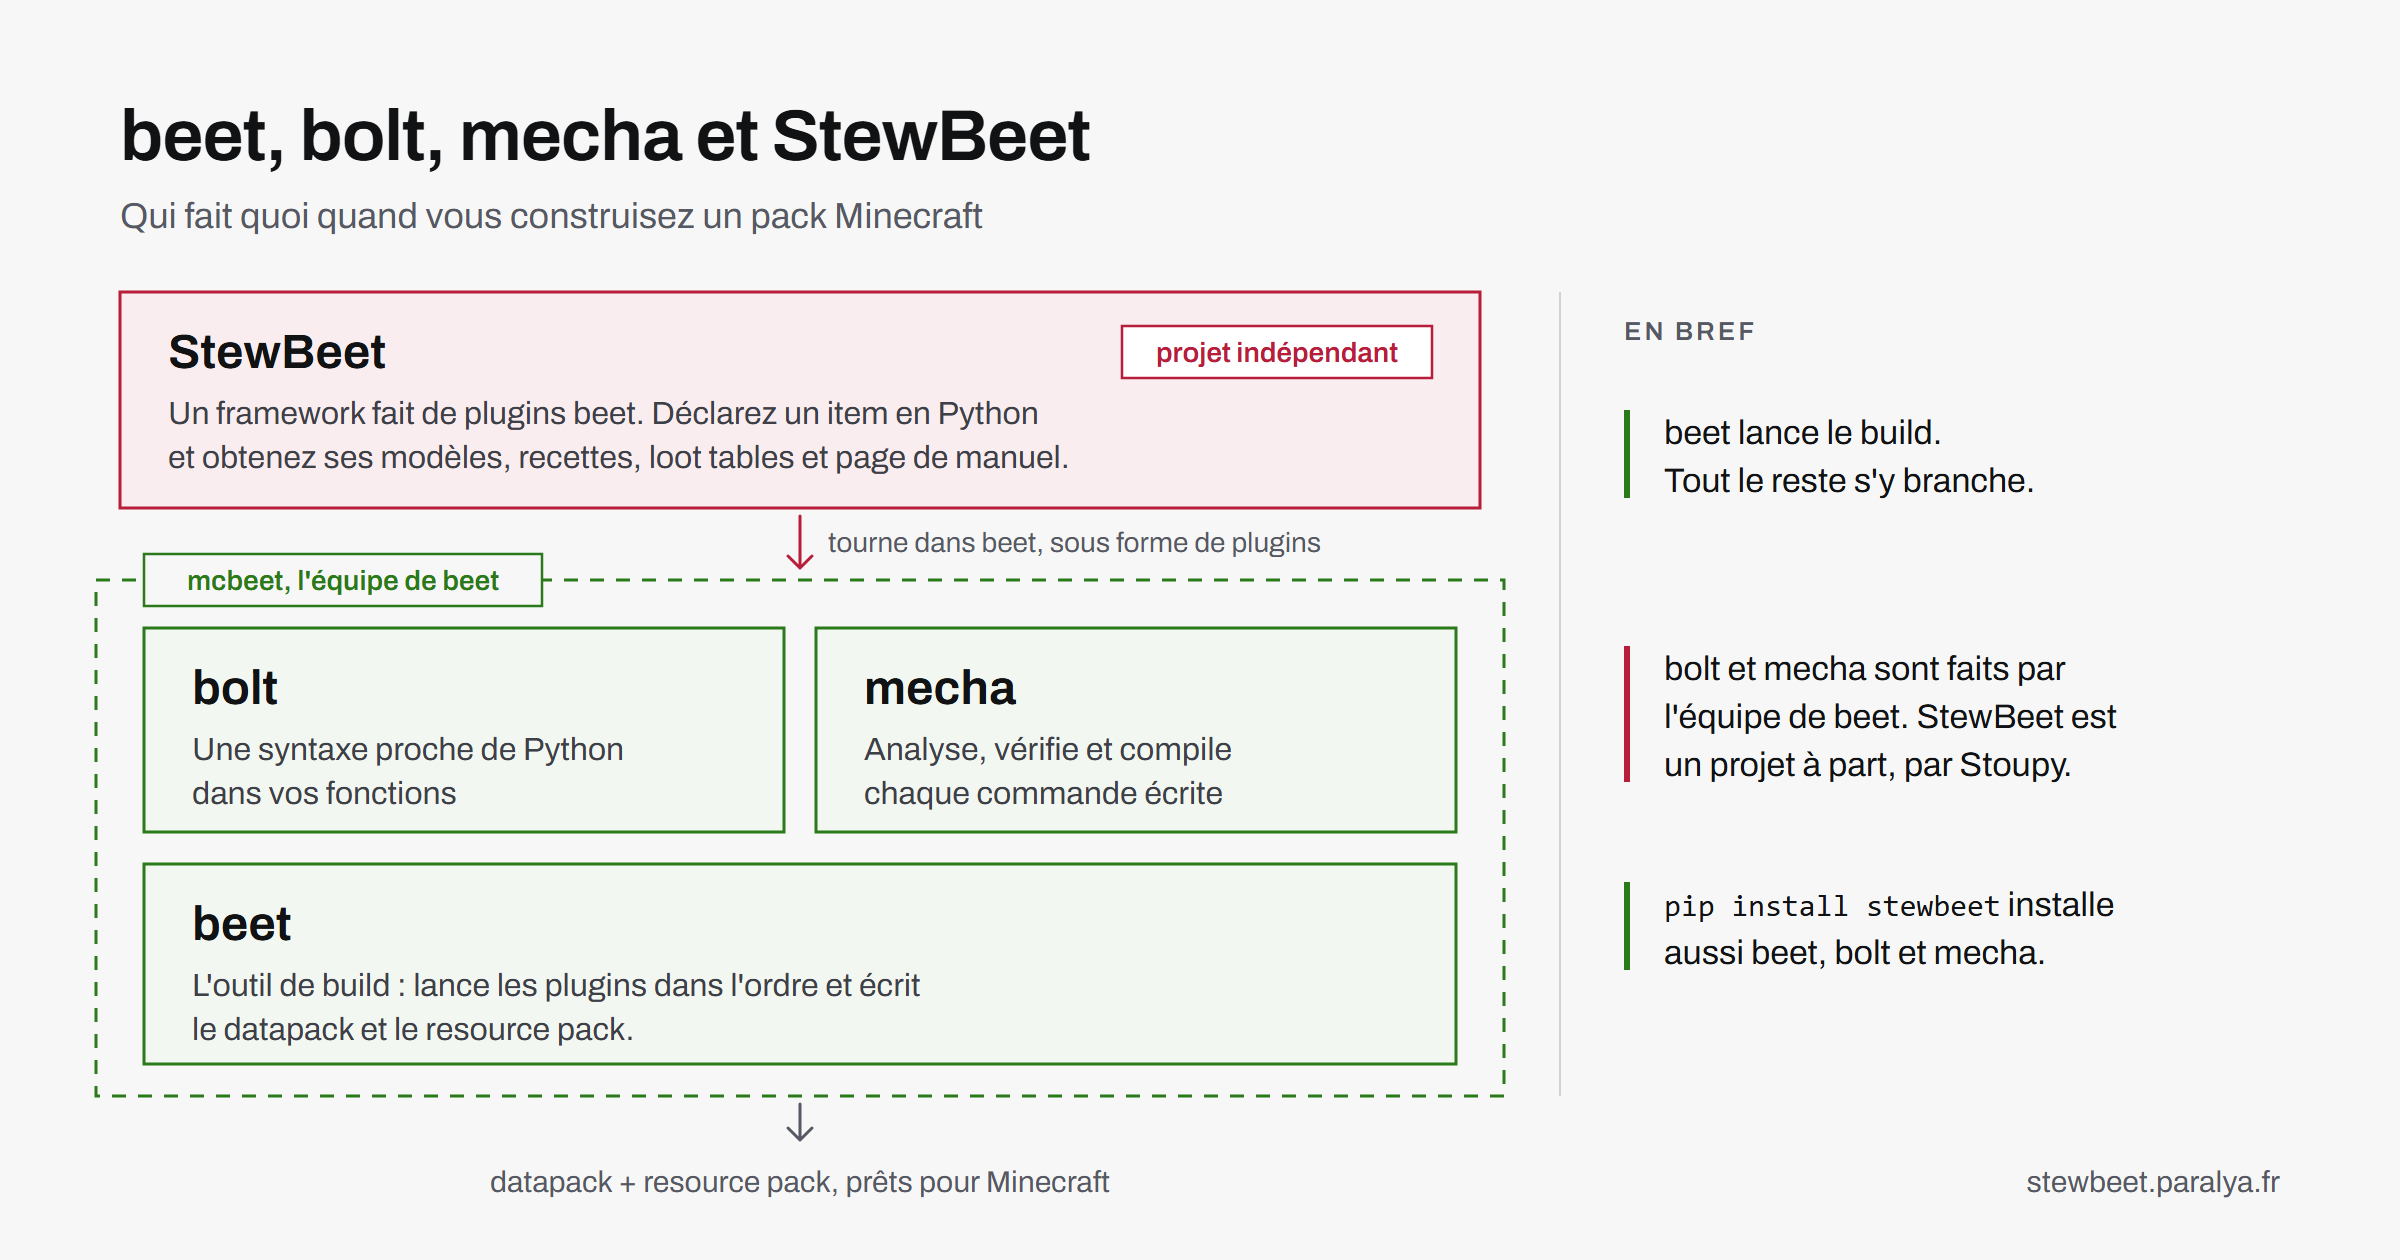 beet, bolt, mecha et StewBeet
Qui fait quoi quand vous construisez un pack Minecraft
StewBeet
projet indépendant
Un framework fait de plugins beet. Déclarez un item en Python
et obtenez ses modèles, recettes, loot tables et page de manuel.
tourne dans beet, sous forme de plugins
mcbeet, l'équipe de beet
bolt
Une syntaxe proche de Python
dans vos fonctions
mecha
Analyse, vérifie et compile
chaque commande écrite
beet
L'outil de build : lance les plugins dans l'ordre et écrit
le datapack et le resource pack.
datapack + resource pack, prêts pour Minecraft
EN BREF
beet lance le build.
Tout le reste s'y branche.
bolt et mecha sont faits par
l'équipe de beet. StewBeet est
un projet à part, par Stoupy.
pip install stewbeet installe
aussi beet, bolt et mecha.
stewbeet.paralya.fr